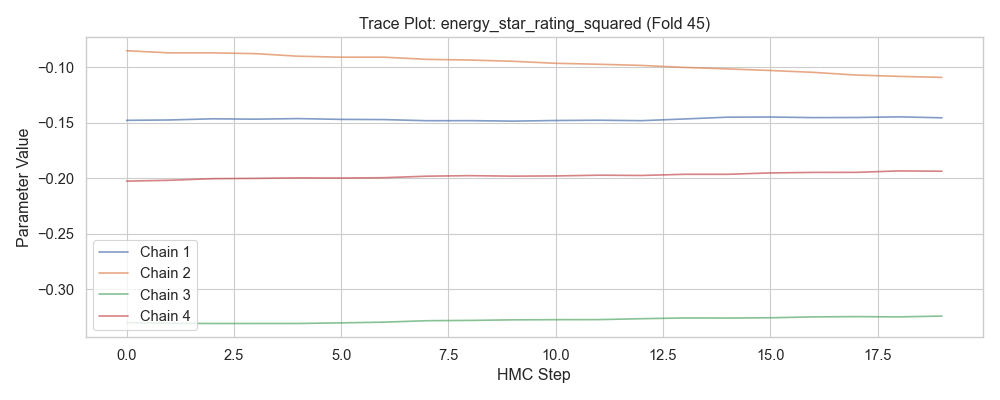 Trace Plot: energy_star_rating_squared (Fold 45)
Parameter Value
−0.10
−0.15
−0.20
−0.25
−0.30
Chain 1
Chain 2
Chain 3
Chain 4
0.0 2.5 5.0 7.5 10.0 12.5 15.0 17.5
HMC Step